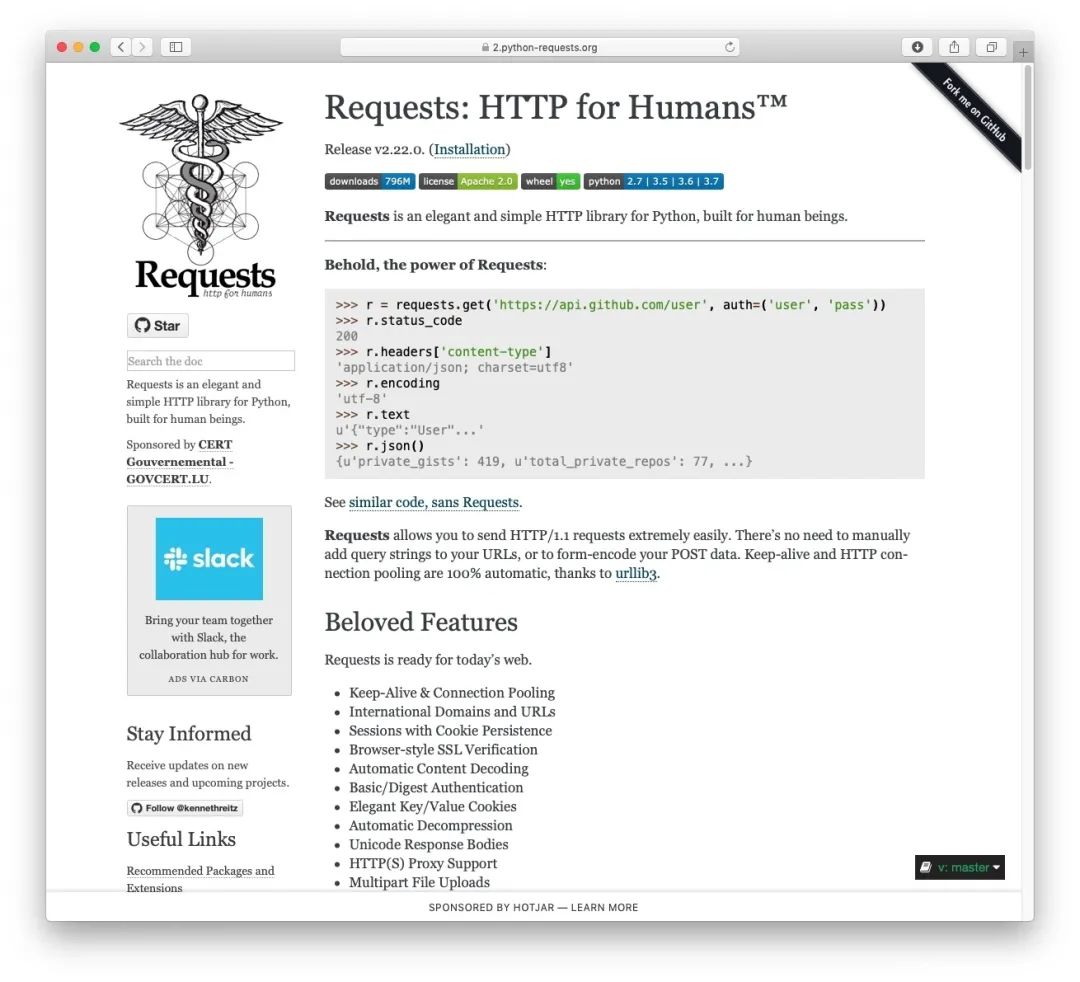 2.python-requests.org
Fork me on GitHub
Requests
http for humans
Star
Search the doc
Requests is an elegant and
simple HTTP library for Python,
built for human beings.
Sponsored by CERT
Gouvernemental -
GOVCERT.LU.
slack
Bring your team together
with Slack, the
collaboration hub for work.
ADS VIA CARBON
Stay Informed
Receive updates on new
releases and upcoming projects.
Follow @kennethreitz
Useful Links
Recommended Packages and
Extensions
Requests: HTTP for Humans™
Release v2.22.0. (Installation)
downloads 796M license Apache 2.0 wheel yes python 2.7 | 3.5 | 3.6 | 3.7
Requests is an elegant and simple HTTP library for Python, built for human beings.
Behold, the power of Requests:
>>> r = requests.get('https://api.github.com/user', auth=('user', 'pass'))
>>> r.status_code
200
>>> r.headers['content-type']
'application/json; charset=utf8'
>>> r.encoding
'utf-8'
>>> r.text
u'{"type":"User"...'
>>> r.json()
{u'private_gists': 419, u'total_private_repos': 77, ...}
See similar code, sans Requests.
Requests allows you to send HTTP/1.1 requests extremely easily. There's no need to manually
add query strings to your URLs, or to form-encode your POST data. Keep-alive and HTTP con-
nection pooling are 100% automatic, thanks to urllib3.
Beloved Features
Requests is ready for today's web.
• Keep-Alive & Connection Pooling
• International Domains and URLs
• Sessions with Cookie Persistence
• Browser-style SSL Verification
• Automatic Content Decoding
• Basic/Digest Authentication
• Elegant Key/Value Cookies
• Automatic Decompression
• Unicode Response Bodies
• HTTP(S) Proxy Support
• Multipart File Uploads
v: master
SPONSORED BY HOTJAR — LEARN MORE